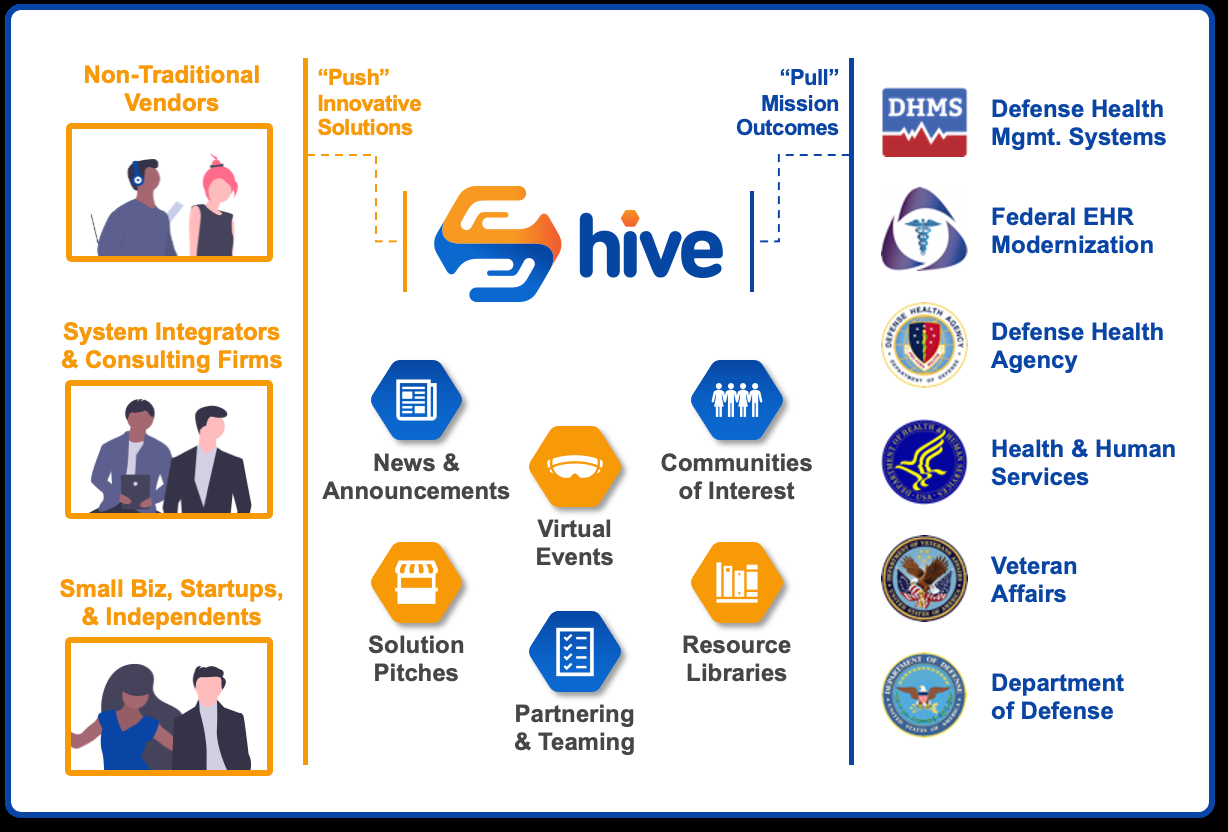 Non-Traditional
Vendors
System Integrators
& Consulting Firms
Small Biz, Startups,
& Independents
“Push”
Innovative
Solutions
“Pull”
Mission
Outcomes
hive
News &
Announcements
Virtual
Events
Communities
of Interest
Solution
Pitches
Partnering
& Teaming
Resource
Libraries
DHMS
Defense Health
Mgmt. Systems
Federal EHR
Modernization
DEFENSE HEALTH AGENCY
DEPARTMENT OF DEFENSE
Defense Health
Agency
DEPARTMENT OF HEALTH & HUMAN SERVICES · USA
Health & Human
Services
DEPARTMENT OF VETERANS AFFAIRS
UNITED STATES OF AMERICA
Veteran
Affairs
DEPARTMENT OF DEFENSE
UNITED STATES OF AMERICA
Department
of Defense